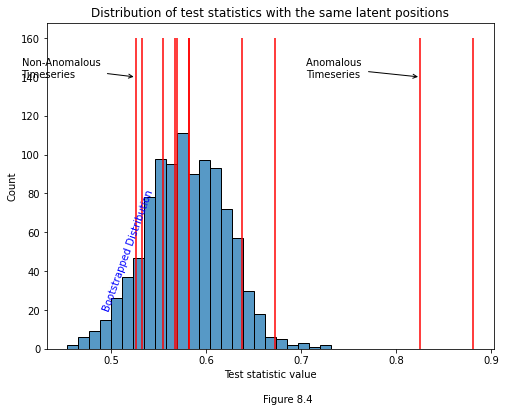 Distribution of test statistics with the same latent positions
160
140
120
100
80
60
40
20
0
Count
Non-Anomalous
Timeseries
Anomalous
Timeseries
Bootstrapped Distribution
0.5 0.6 0.7 0.8 0.9
Test statistic value
Figure 8.4